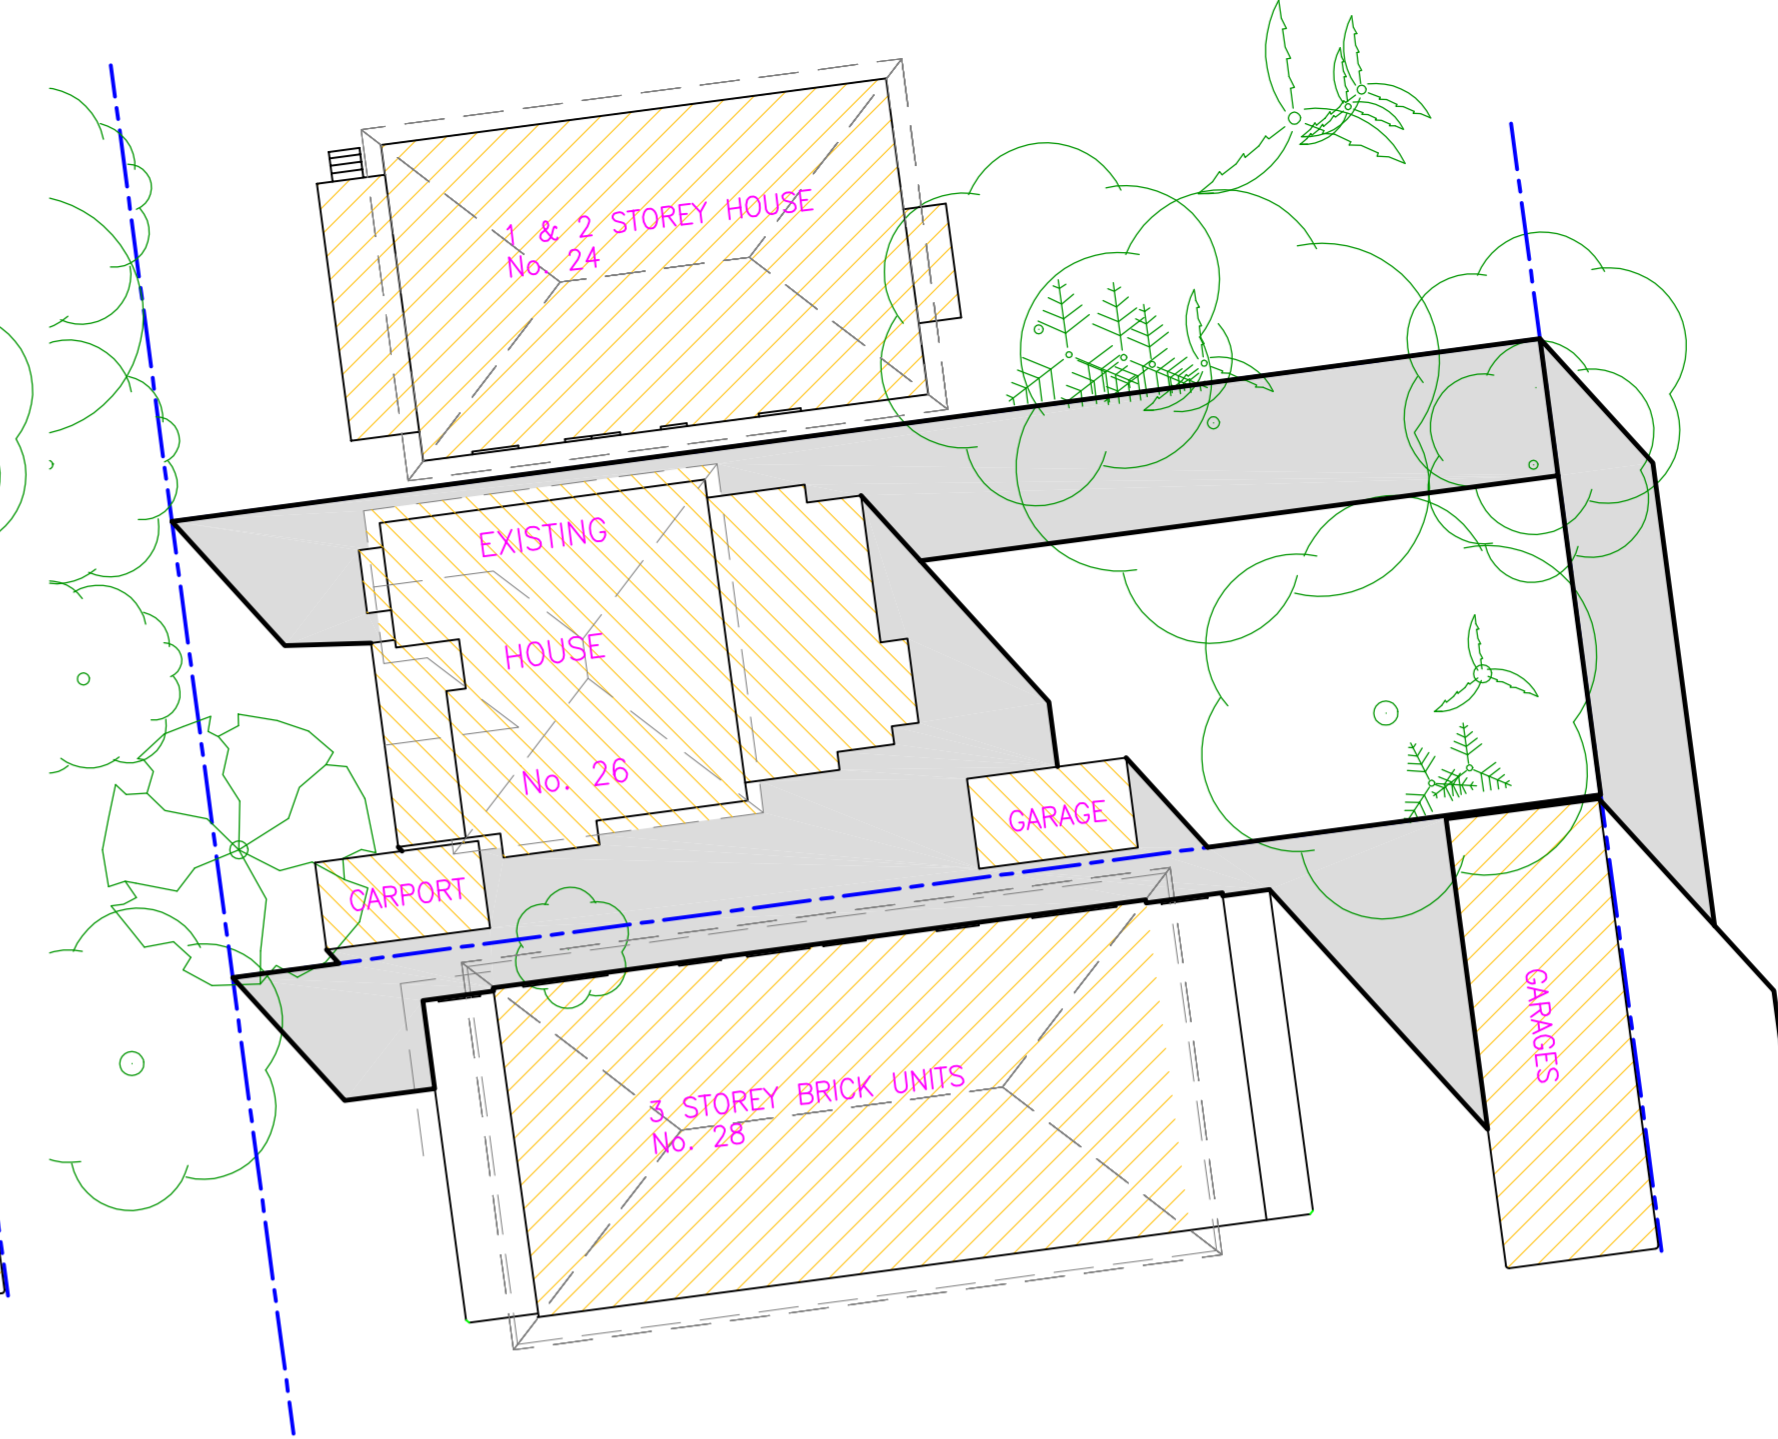 1 & 2 STOREY HOUSE
No. 24
EXISTING
HOUSE
No. 26
GARAGE
CARPORT
GARAGES
3 STOREY BRICK UNITS
No. 28